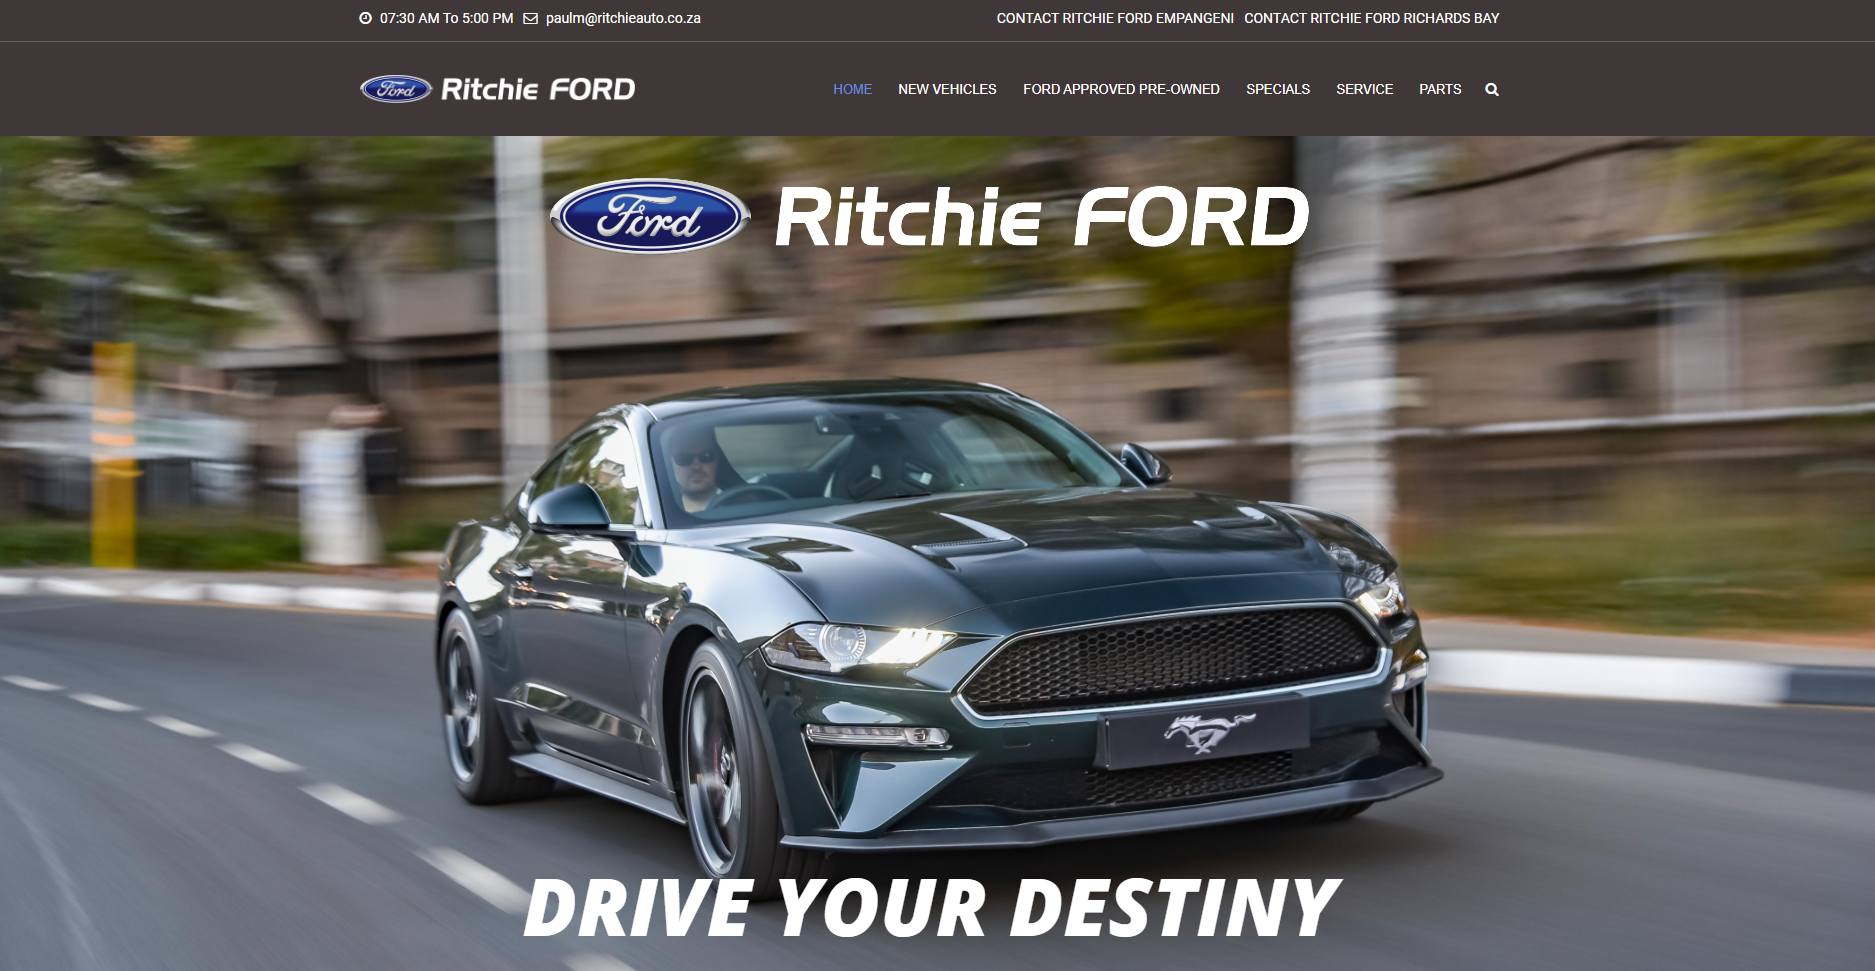 07:30 AM To 5:00 PM paulm@ritchieauto.co.za CONTACT RITCHIE FORD EMPANGENI CONTACT RITCHIE FORD RICHARDS BAY
Ford Ritchie FORD HOME NEW VEHICLES FORD APPROVED PRE-OWNED SPECIALS SERVICE PARTS
Ford Ritchie FORD
DRIVE YOUR DESTINY